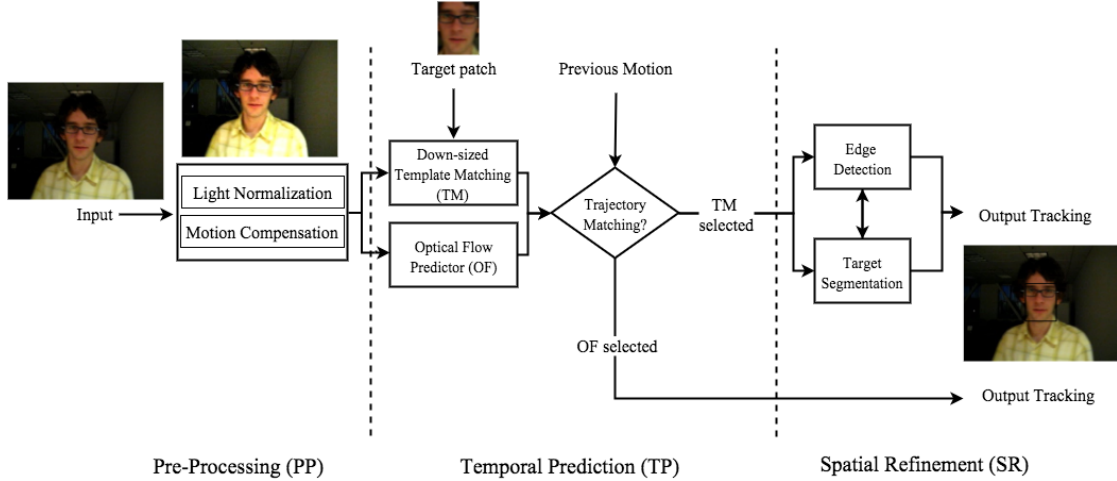 Target patch
Previous Motion
Input
Light Normalization
Motion Compensation
Down-sized
Template Matching
(TM)
Optical Flow
Predictor (OF)
Trajectory
Matching?
TM
selected
OF selected
Edge
Detection
Target
Segmentation
Output Tracking
Output Tracking
Pre-Processing (PP)
Temporal Prediction (TP)
Spatial Refinement (SR)